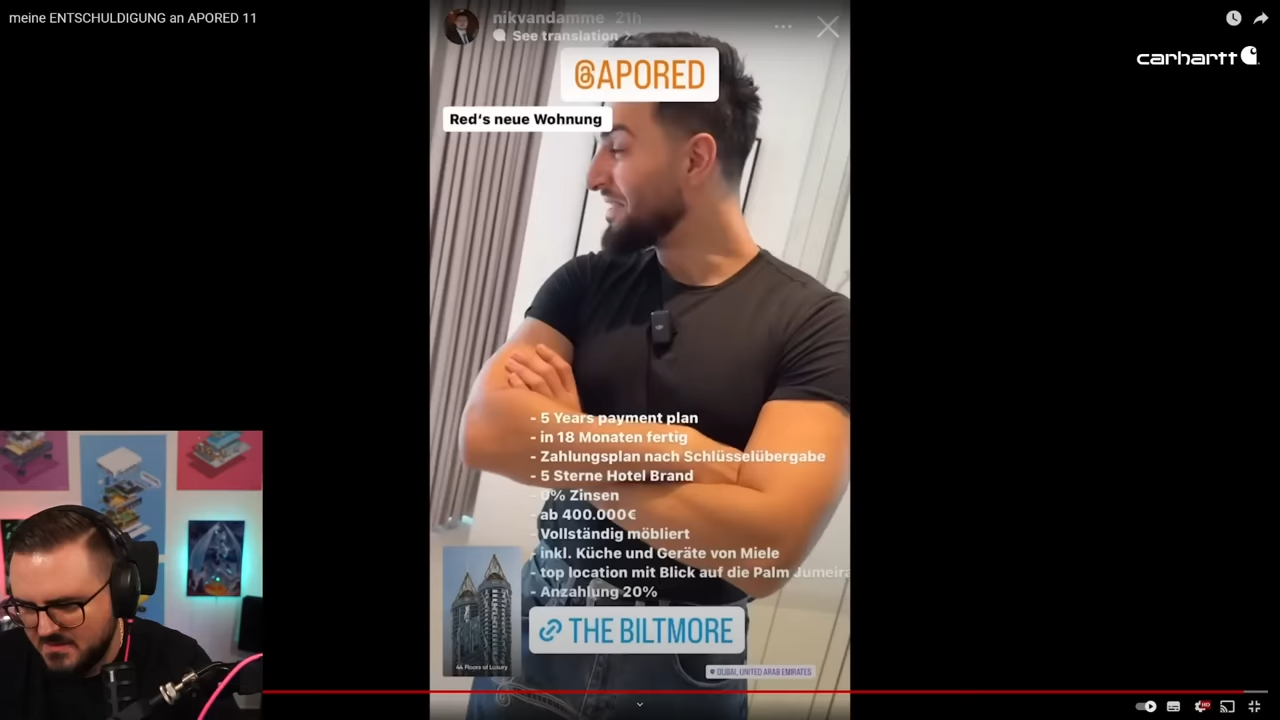 meine ENTSCHULDIGUNG an APORED 11
nikvandamme 21h
See translation
@APORED
Red's neue Wohnung
carhartt
- 5 Years payment plan
- in 18 Monaten fertig
- Zahlungsplan nach Schlüsselübergabe
- 5 Sterne Hotel Brand
- 0% Zinsen
- ab 400.000€
- Vollständig möbliert
- inkl. Küche und Geräte von Miele
- top location mit Blick auf die Palm Jumeira
- Anzahlung 20%
THE BILTMORE
44 Floors of Luxury
DUBAI, UNITED ARAB EMIRATES
HD